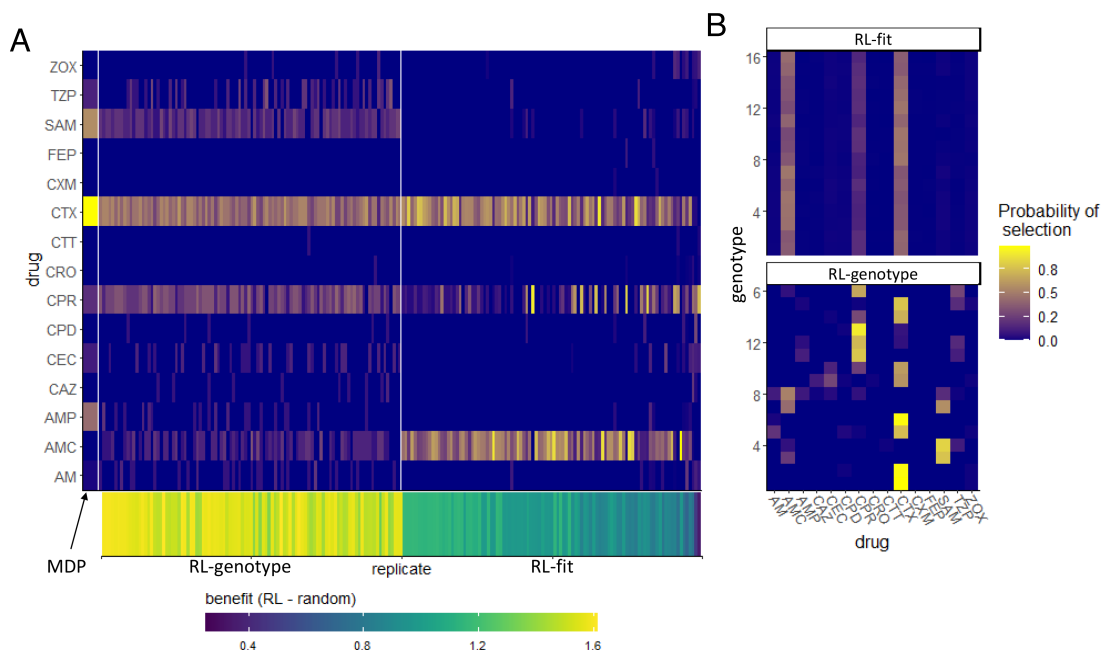 A
drug
ZOX
TZP
SAM
FEP
CXM
CTX
CTT
CRO
CPR
CPD
CEC
CAZ
AMP
AMC
AM
MDP
RL-genotype
replicate
RL-fit
benefit (RL - random)
0.4
0.8
1.2
1.6
B
RL-fit
16
12
8
4
genotype
RL-genotype
6
12
8
4
AM
AMC
AMP
CAZ
CEC
CPD
CPR
CRO
CTT
CTX
CXM
FEP
SAM
TZP
ZOX
drug
Probability of
selection
0.8
0.5
0.2
0.0